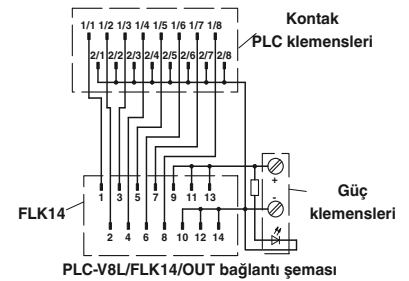 1/1 1/2 1/3 1/4 1/5 1/6 1/7 1/8
2/1 2/2 2/3 2/4 2/5 2/6 2/7 2/8
Kontak
PLC klemensleri
1 3 5 7 9 11 13
2 4 6 8 10 12 14
FLK14
+
-
Güç
klemensleri
PLC-V8L/FLK14/OUT bağlantı şeması